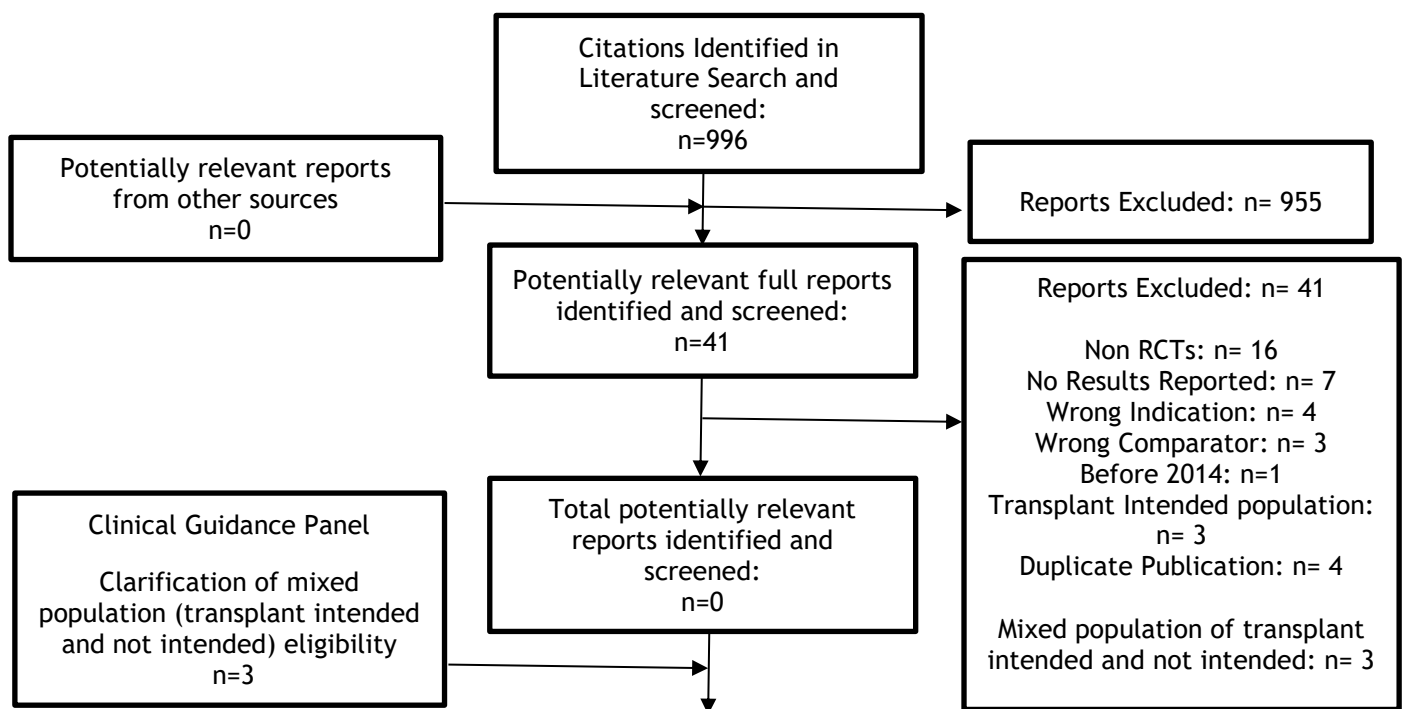 Citations Identified in
Literature Search and
screened:
n=996
Potentially relevant reports
from other sources
n=0
Reports Excluded: n= 955
Potentially relevant full reports
identified and screened:
n=41
Reports Excluded: n= 41
Non RCTs: n= 16
No Results Reported: n= 7
Wrong Indication: n= 4
Wrong Comparator: n= 3
Before 2014: n=1
Transplant Intended population:
n= 3
Duplicate Publication: n= 4
Mixed population of transplant
intended and not intended: n= 3
Total potentially relevant
reports identified and
screened:
n=0
Clinical Guidance Panel
Clarification of mixed
population (transplant intended
and not intended) eligibility
n=3